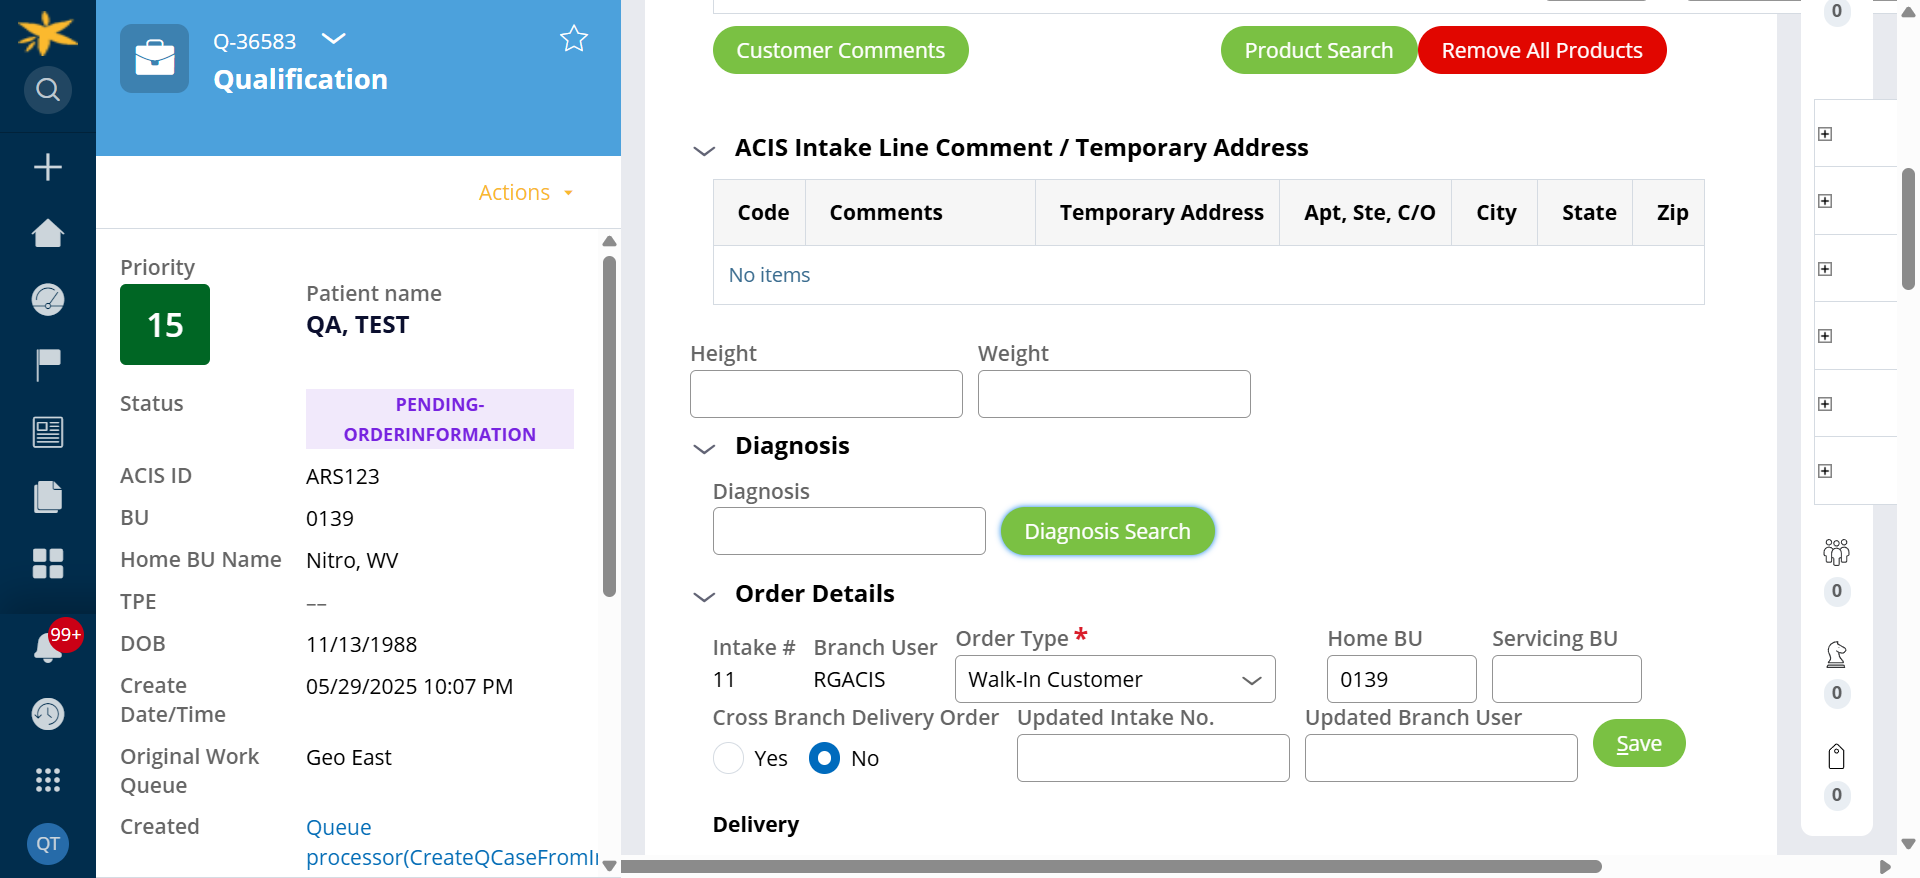 Q-36583
Qualification
Actions
Priority
15
Patient name
QA, TEST
Status
PENDING-
ORDERINFORMATION
ACIS ID
ARS123
BU
0139
Home BU Name
Nitro, WV
TPE
––
DOB
11/13/1988
Create
Date/Time
05/29/2025 10:07 PM
Original Work
Queue
Geo East
Created
Queue
processor(CreateQCaseFromIn
99+
QT
Customer Comments
Product Search
Remove All Products
ACIS Intake Line Comment / Temporary Address
Code
Comments
Temporary Address
Apt, Ste, C/O
City
State
Zip
No items
Height
Weight
Diagnosis
Diagnosis
Diagnosis Search
Order Details
Intake #
11
Branch User
RGACIS
Order Type *
Walk-In Customer
Home BU
0139
Servicing BU
Cross Branch Delivery Order
Yes
No
Updated Intake No.
Updated Branch User
Save
Delivery
0
0
0
0